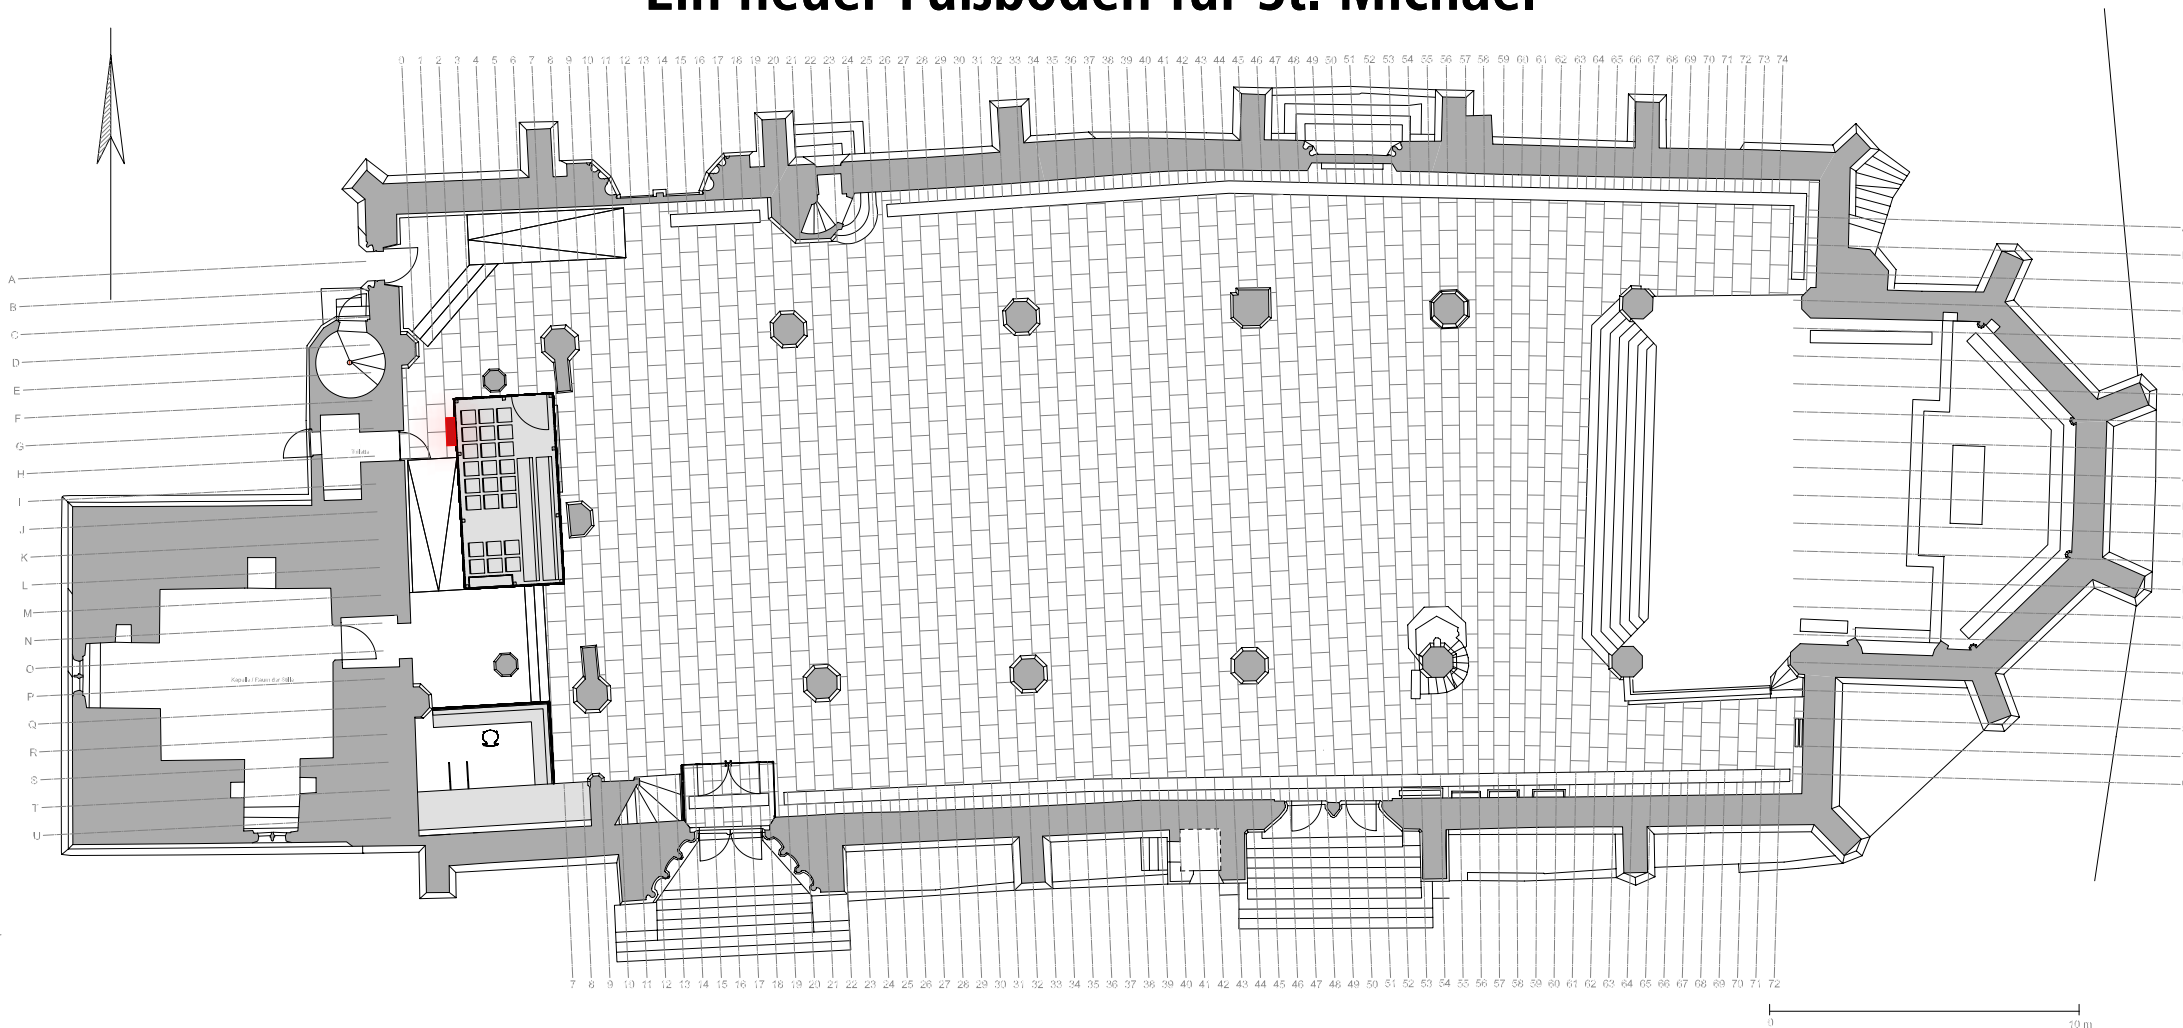 Ein neuer Fußboden für St. Michael
0 1 2 3 4 5 6 7 8 9 10 11 12 13 14 15 16 17 18 19 20 21 22 23 24 25 26 27 28 29 30 31 32 33 34 35 36 37 38 39 40 41 42 43 44 45 46 47 48 49 50 51 52 53 54 55 56 57 58 59 60 61 62 63 64 65 66 67 68 69 70 71 72 73 74
A
B
C
D
E
F
G
H
I
J
K
L
M
N
O
P
Q
R
S
T
U
7 8 9 10 11 12 13 14 15 16 17 18 19 20 21 22 23 24 25 26 27 28 29 30 31 32 33 34 35 36 37 38 39 40 41 42 43 44 45 46 47 48 49 50 51 52 53 54 55 56 57 58 59 60 61 62 63 64 65 66 67 68 69 70 71 72
0 10 m